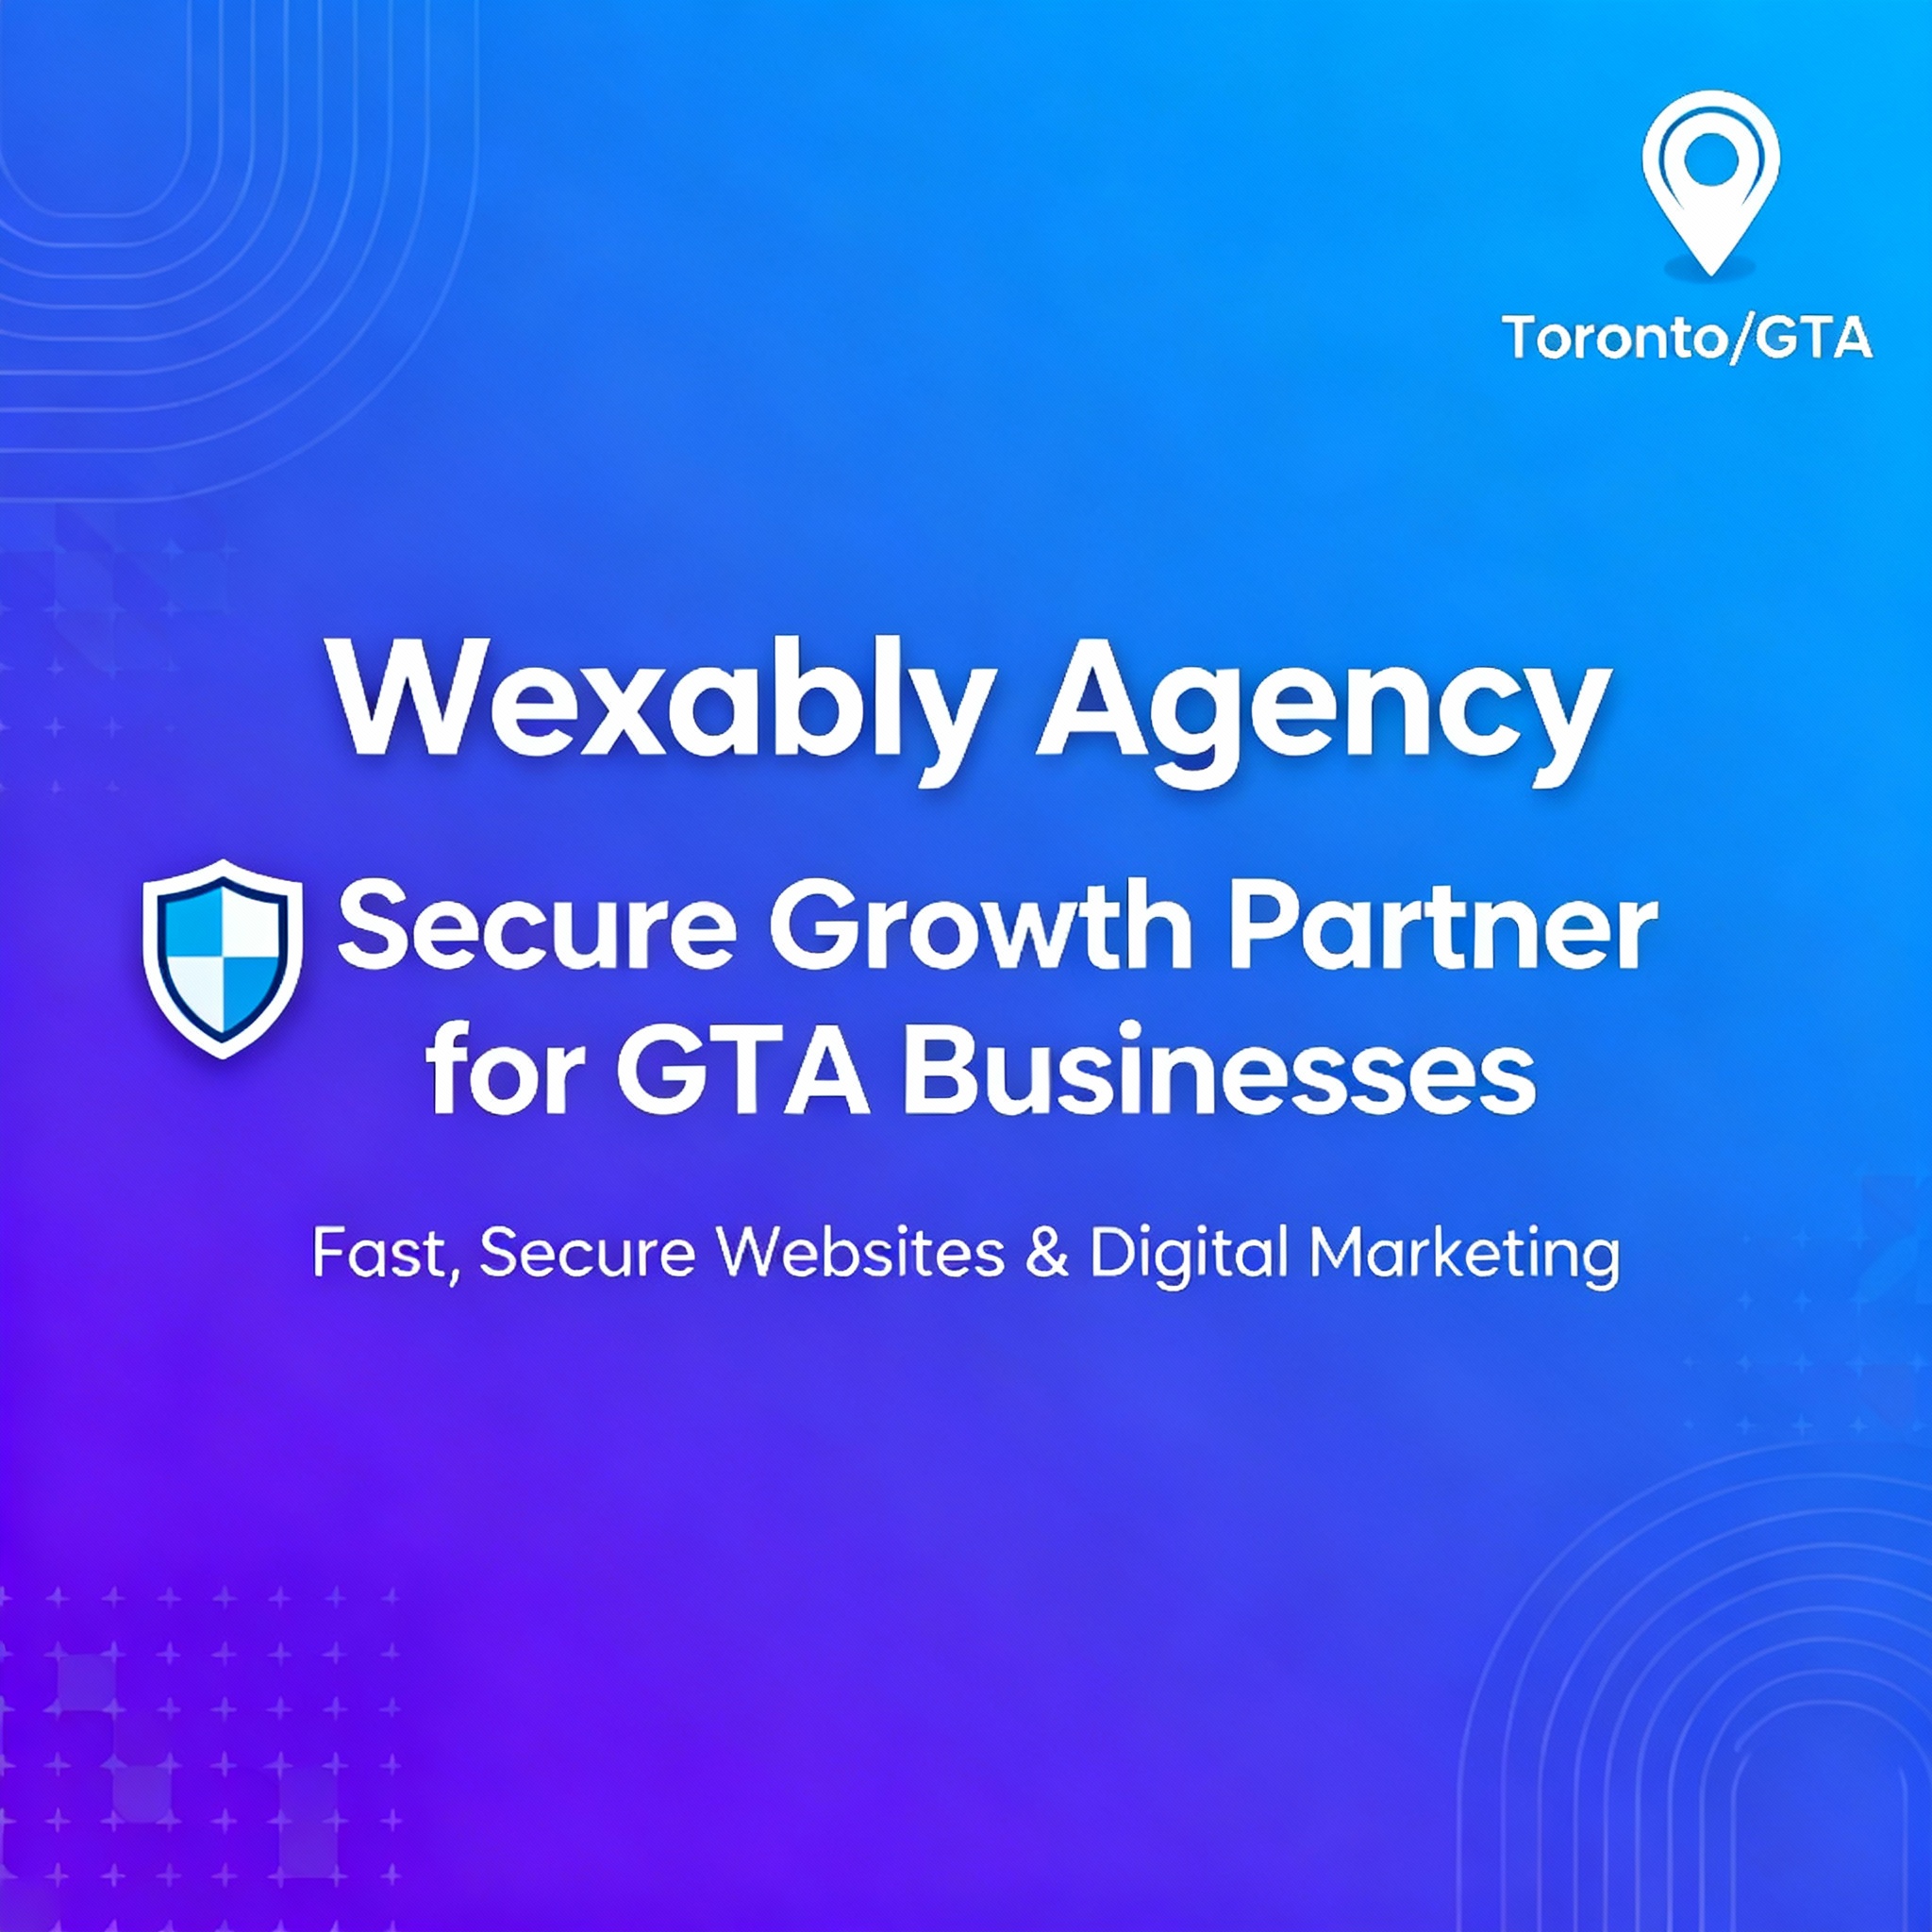 Toronto/GTA
Wexably Agency
Secure Growth Partner
for GTA Businesses
Fast, Secure Websites & Digital Marketing